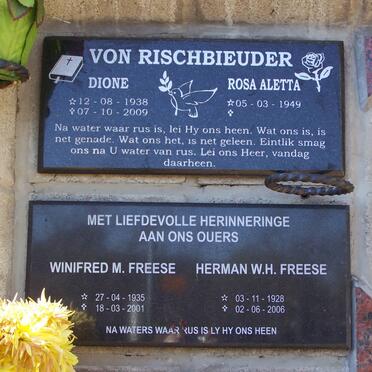 VON RISCHBIEUDER
DIONE ROSA ALETTA
☆12 - 08 - 1938 ☆05 - 03 - 1949
✞07 - 10 - 2009 ✞
Na water waar rus is, lei Hy ons heen. Wat ons is, is
net genade. Wat ons het, is net geleen. Eintlik smag
ons na U water van rus. Lei ons Heer, vandag
daarheen.
MET LIEFDEVOLLE HERINNERINGE
AAN ONS OUERS
WINIFRED M. FREESE HERMAN W.H. FREESE
☆ 27 - 04 - 1935 ☆ 03 - 11 - 1928
✞ 18 - 03 - 2001 ✞ 02 - 06 - 2006
NA WATERS WAAR RUS IS LY HY ONS HEEN